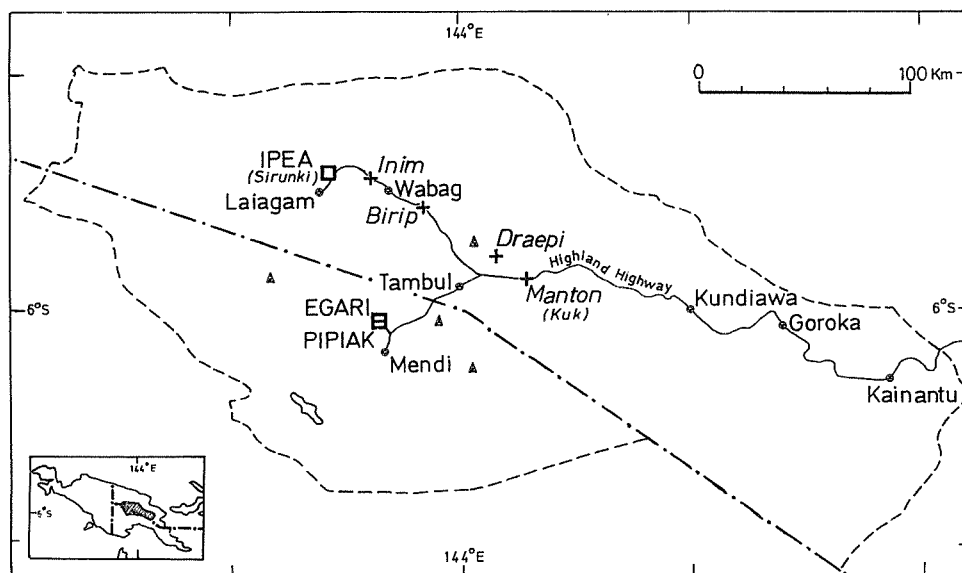 144°E
0 100 Km
IPEA
(Sirunki)
Inim
Laiagam
Wabag
Birip
Draepi
Highland Highway
Tambul
Manton
(Kuk)
6°S
6°S
EGARI
PIPIAK
Mendi
Kundiawa
Goroka
Kainantu
144°E
6°S
144°E